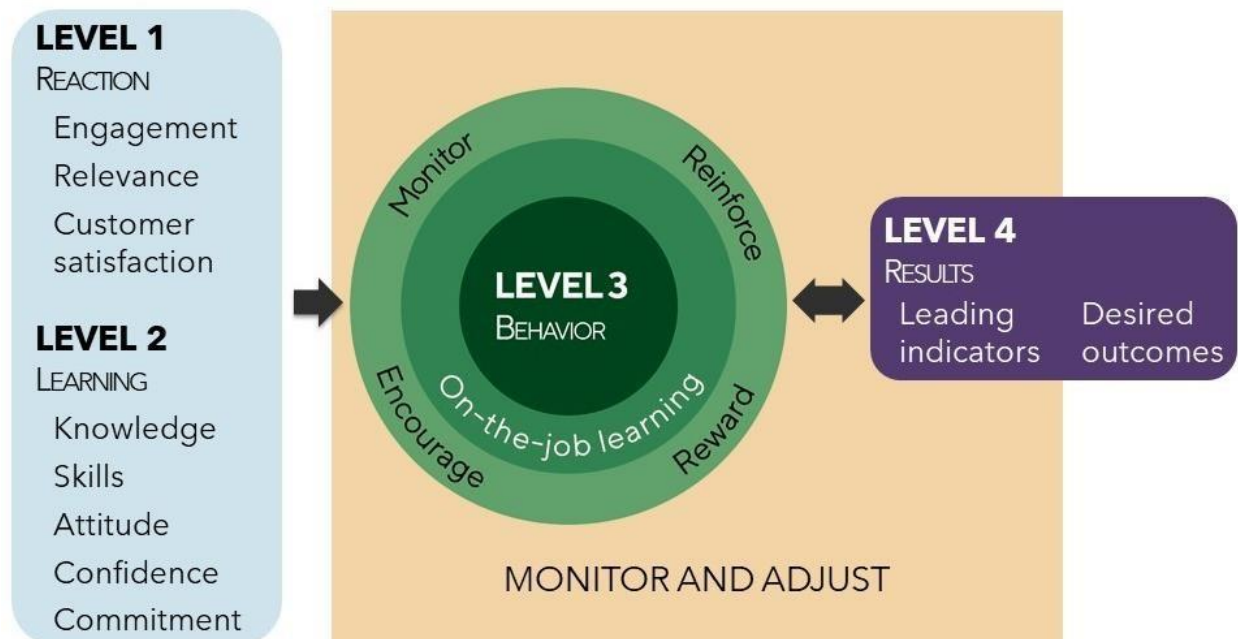 LEVEL 1
REACTION
Engagement
Relevance
Customer
satisfaction
LEVEL 2
LEARNING
Knowledge
Skills
Attitude
Confidence
Commitment
Monitor
Reinforce
Encourage
Reward
On-the-job learning
LEVEL 3
BEHAVIOR
MONITOR AND ADJUST
LEVEL 4
RESULTS
Leading
indicators
Desired
outcomes